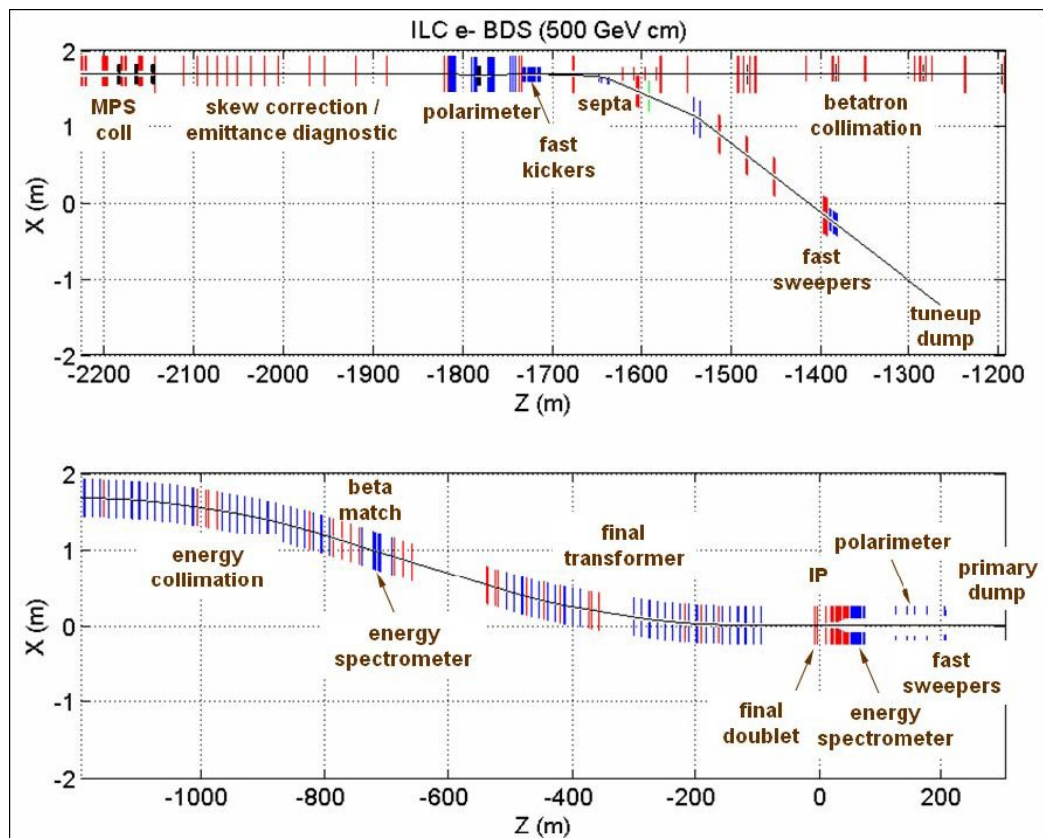 ILC e- BDS (500 GeV cm)
2
1
0
-1
-2
X (m)
MPS
coll
skew correction /
emittance diagnostic
polarimeter
fast
kickers
septa
betatron
collimation
fast
sweepers
tuneup
dump
-2200 -2100 -2000 -1900 -1800 -1700 -1600 -1500 -1400 -1300 -1200
Z (m)
2
1
0
-1
-2
X (m)
energy
collimation
beta
match
energy
spectrometer
final
transformer
IP
polarimeter
primary
dump
final
doublet
energy
spectrometer
fast
sweepers
-1000 -800 -600 -400 -200 0 200
Z (m)